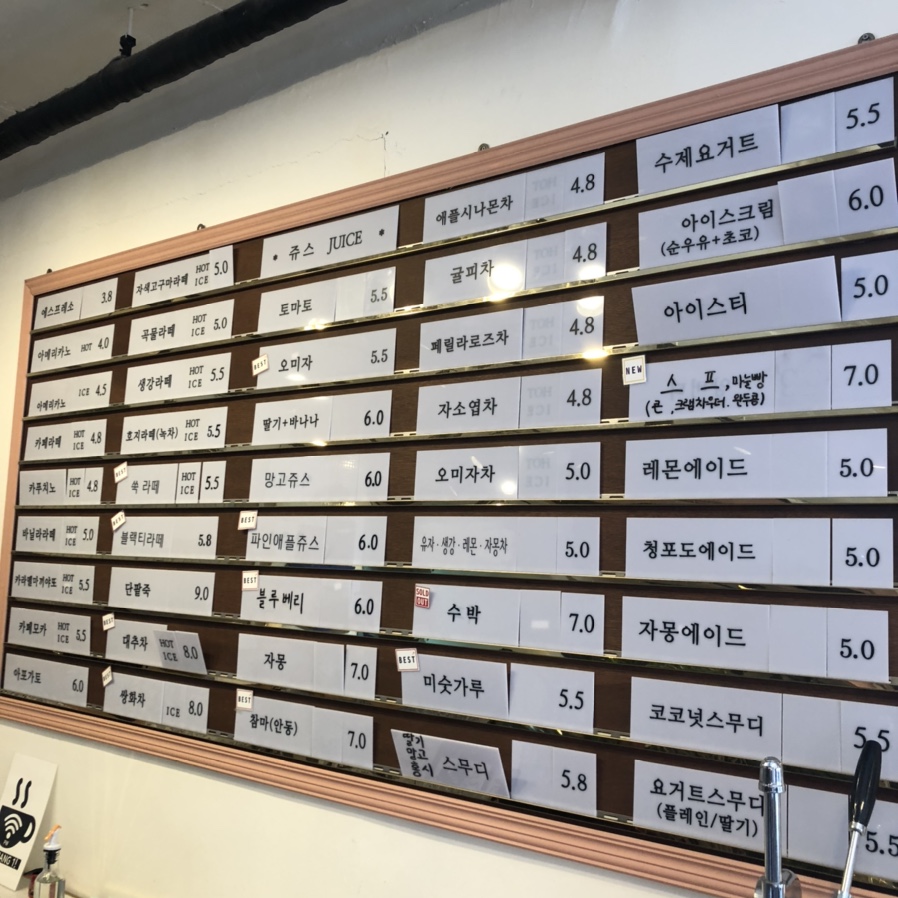 에스프레소 3.8
아메리카노 HOT 4.0
아메리카노 ICE 4.5
카페라떼 HOT ICE 4.8
카푸치노 HOT ICE 4.8
바닐라라떼 HOT ICE 5.0
카라멜마끼야또 HOT ICE 5.5
카페모카 HOT ICE 5.5
아포가토 6.0
자색고구마라떼 HOT ICE 5.0
곡물라떼 HOT ICE 5.0
생강라떼 HOT ICE 5.5
호지라떼(녹차) HOT ICE 5.5
BEST
쑥 라떼 HOT ICE 5.5
BEST
블랙티라떼 5.8
단팥죽 9.0
BEST
대추차 HOT ICE 8.0
쌍화차 ICE 8.0
* 쥬스 JUICE *
토마토 5.5
BEST
오미자 5.5
딸기+바나나 6.0
망고쥬스 6.0
BEST
파인애플쥬스 6.0
BEST
블루베리 6.0
자몽 7.0
BEST
참마(안동) 7.0
애플시나몬차 HOT ICE 4.8
귤피차 4.8
페릴라로즈차 4.8
자소엽차 4.8
오미자차 5.0
유자·생강·레몬·자몽차 5.0
SOLD OUT
수박 7.0
BEST
미숫가루 5.5
딸기
망고
홍시
스무디 5.8
수제요거트 5.5
아이스크림 6.0
(순우유+초코)
아이스티 5.0
NEW
스프,마늘빵 7.0
(콘.크램차우더.완두콩)
레몬에이드 5.0
청포도에이드 5.0
자몽에이드 5.0
코코넛스무디 5.5
요거트스무디 5.5
(플레인/딸기)
ANG !!